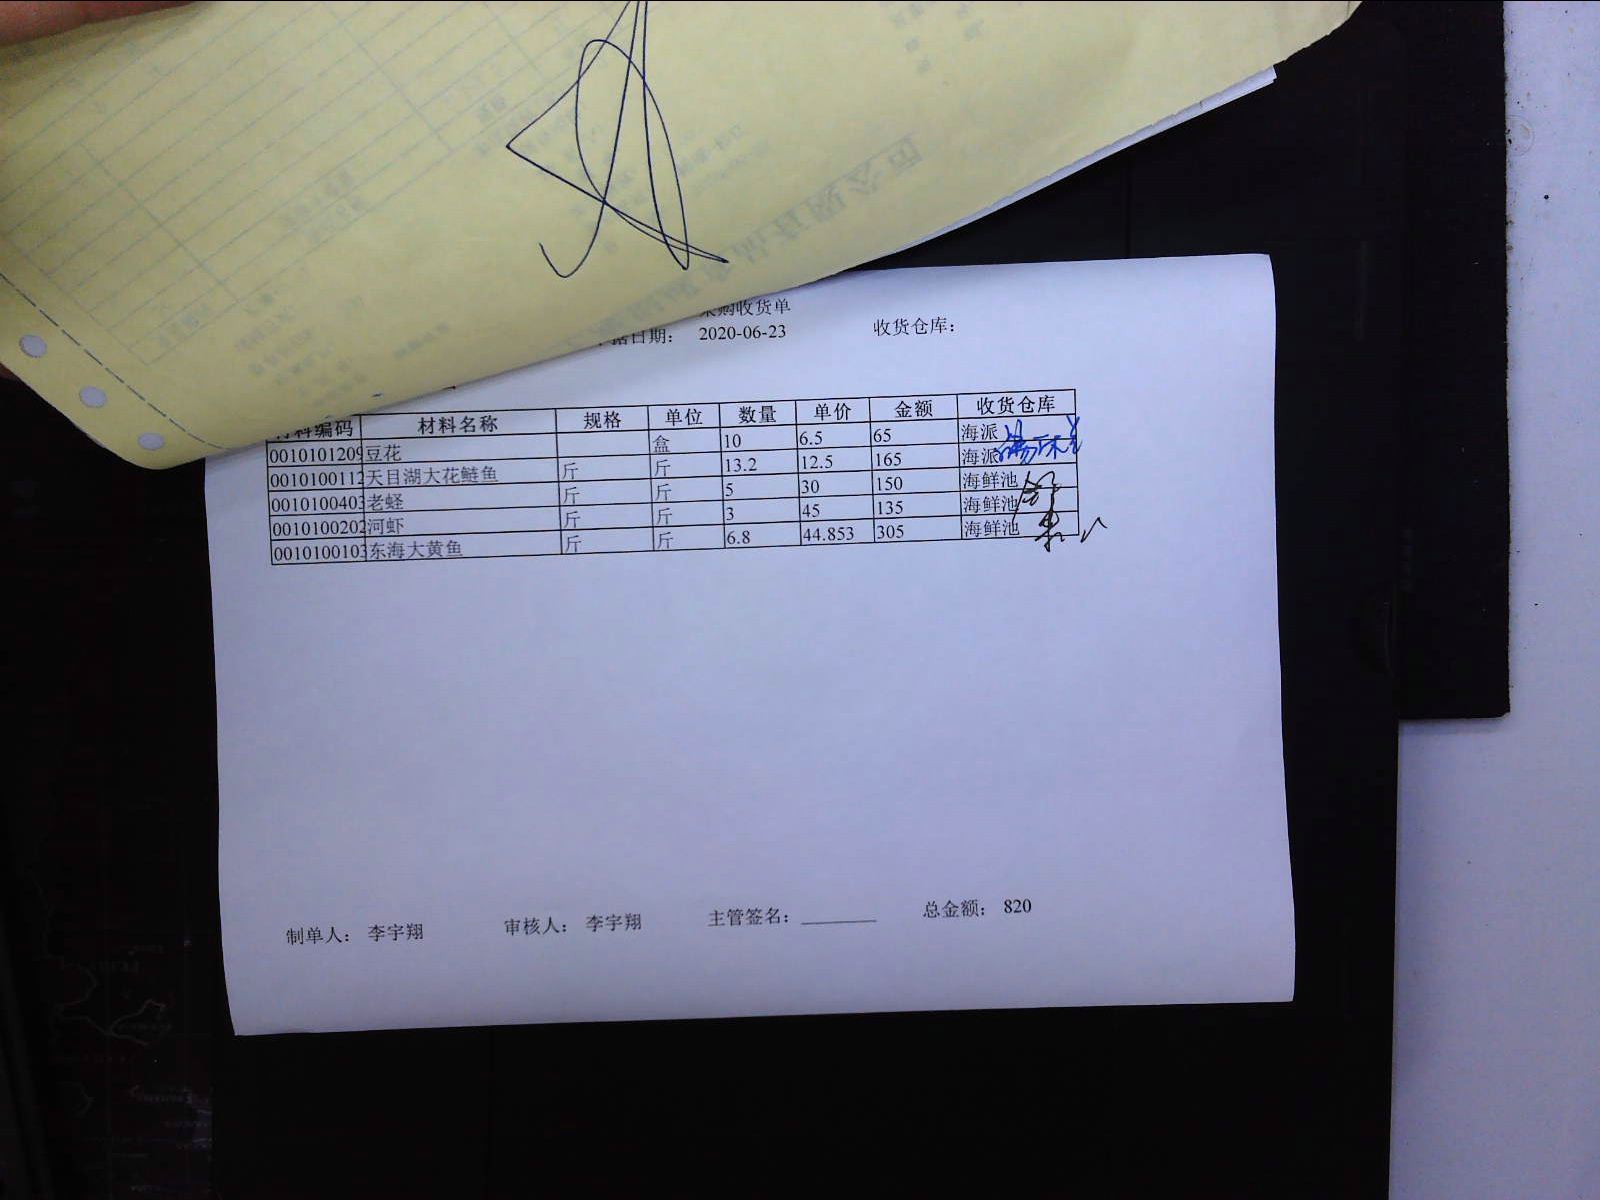 购收货单
日期： 2020-06-23 收货仓库：
编码 材料名称 规格 单位 数量 单价 金额 收货仓库
0010101209 豆花 盒 10 6.5 65 海派
0010100112 天目湖大花鲢鱼 斤 斤 13.2 12.5 165 海派
0010100403 老蛏 斤 斤 5 30 150 海鲜池
0010100202 河虾 斤 斤 3 45 135 海鲜池
0010100103 东海大黄鱼 斤 斤 6.8 44.853 305 海鲜池
制单人： 李宇翔 审核人： 李宇翔 主管签名： 总金额： 820